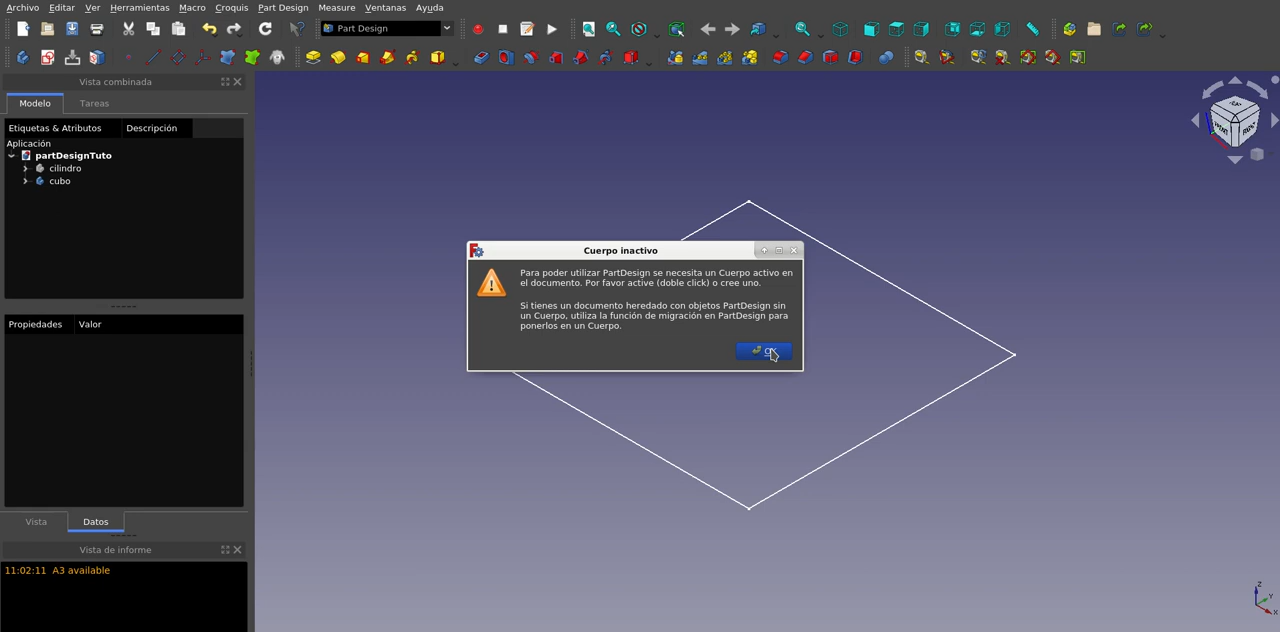 Archivo Editar Ver Herramientas Macro Croquis Part Design Measure Ventanas Ayuda
Part Design
Vista combinada
Modelo Tareas
Etiquetas & Atributos Descripción
Aplicación
partDesignTuto
cilindro
cubo
Cuerpo inactivo
Para poder utilizar PartDesign se necesita un Cuerpo activo en
el documento. Por favor active (doble click) o cree uno.
Si tienes un documento heredado con objetos PartDesign sin
un Cuerpo, utiliza la función de migración en PartDesign para
ponerlos en un Cuerpo.
OK
Propiedades Valor
Vista Datos
Vista de informe
11:02:11 A3 available
Z
Y
X